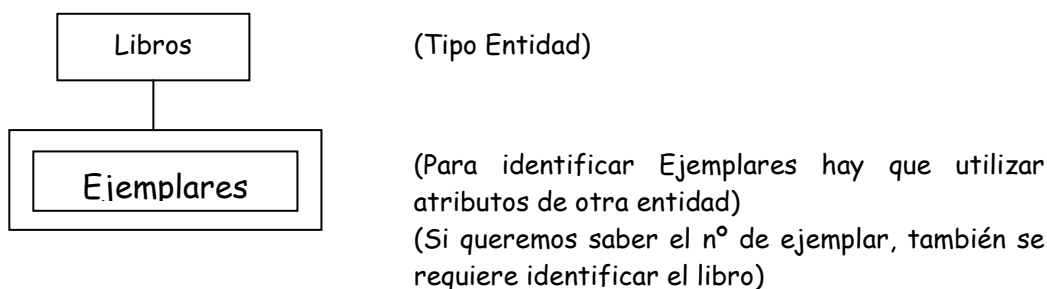 Libros
(Tipo Entidad)
Ejemplares
(Para identificar Ejemplares hay que utilizar
atributos de otra entidad)
(Si queremos saber el nº de ejemplar, también se
requiere identificar el libro)